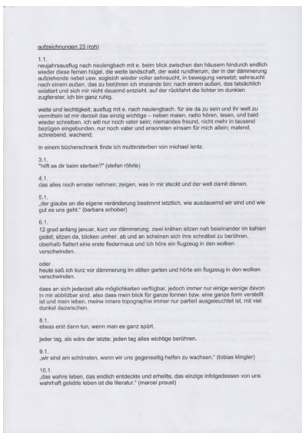 aufzeichnungen 23 (roh)
1.1.
neujahrsausflug nach neulengbach mit e. beim blick zwischen den häusern hindurch endlich
wieder diese fernen hügel, die weite landschaft, der wald rundherum, der in der dämmerung
aufziehende nebel usw. sogleich wieder voller sehnsucht, in bewegung versetzt; sehnsucht
nach einem außen, das zu berühren ich imstande bin; nach einem außen, das tatsächlich
existiert und sich mir nicht dauernd entzieht. auf der rückfahrt die lichter im dunklen
zugfenster, ich bin ganz ruhig.
weite und leichtigkeit: ausflug mit e. nach neulengbach. für sie da zu sein und ihr welt zu
vermitteln ist mir derzeit das einzig wichtige – neben malen, radio hören, lesen, und bald
wieder schreiben. ich will nur noch vater sein; niemandes freund, nicht mehr in tausend
bezügen eingebunden. nur noch vater und ansonsten einsam für mich allein; malend,
schreibend, wachend.
in einem bücherschrank finde ich muttersterben von michael lentz.
3.1.
"hilft es dir beim sterben?" (stefan röhrle)
4.1.
das alles noch ernster nehmen; zeigen, was in mir steckt und der welt damit dienen.
5.1.
„der glaube an die eigene veränderung bestimmt letztlich, wie ausdauernd wir sind und wie
gut es uns geht." (barbara schober)
6.1.
12 grad anfang januar, kurz vor dämmerung. zwei krähen sitzen nah beieinander im kahlen
geäst; sitzen da, blicken umher. ab und an scheinen sich ihre schnäbel zu berühren.
oberhalb flattert eine erste fledermaus und ich höre ein flugzeug in den wolken
verschwinden.
oder
heute saß ich kurz vor dämmerung im stillen garten und hörte ein flugzeug in den wolken
verschwinden.
dass an sich jederzeit alle möglichkeiten verfügbar, jedoch immer nur einige wenige davon
in mir abbildbar sind. also dass mein blick für ganze formen bzw. eine ganze form verstellt
ist und mein leben, meine innere topographie immer nur partiell ausgeleuchtet ist, mit viel
dunkel dazwischen.
8.1.
etwas erst dann tun, wenn man es ganz spürt.
jeder tag, als wärs der letzte; jeden tag alles wichtige berühren.
9.1.
„wir sind am schönsten, wenn wir uns gegenseitig helfen zu wachsen." (tobias klingler)
10.1.
„das wahre leben, das endlich entdeckte und erhellte, das einzige infolgedessen von uns
wahrhaft gelebte leben ist die literatur." (marcel proust)